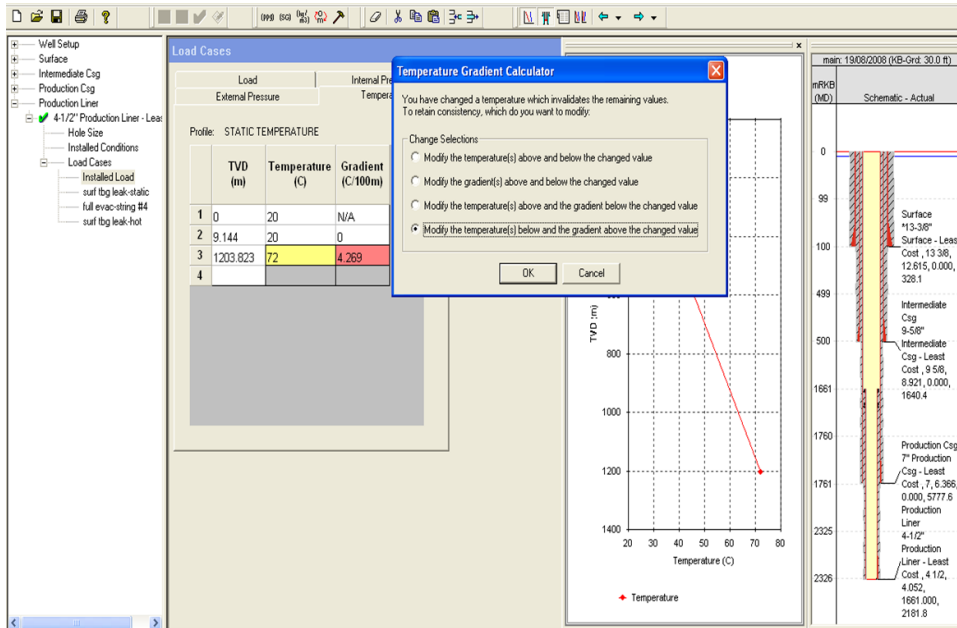 (PPG)
(SG)
Well Setup
Surface
Intermediate Csg
Production Csg
Production Liner
4-1/2" Production Liner - Leas
Hole Size
Installed Conditions
Load Cases
Installed Load
surf tbg leak-static
full evac-string #4
surf tbg leak-hot
Load Cases
Load
Internal Pre
External Pressure
Tempera
Profile: STATIC TEMPERATURE
TVD (m) Temperature (C) Gradient (C/100m)
1 0 20 N/A
2 9.144 20 0
3 1203.823 72 4.269
4
Temperature Gradient Calculator
You have changed a temperature which invalidates the remaining values.
To retain consistency, which do you want to modify:
Change Selections
Modify the temperature(s) above and below the changed value
Modify the gradient(s) above and below the changed value
Modify the temperature(s) above and the gradient below the changed value
Modify the temperature(s) below and the gradient above the changed value
OK Cancel
TVD (m)
800
1000
1200
1400
20 30 40 50 60 70 80
Temperature (C)
Temperature
main: 19/08/2008 (KB-Grd: 30.0 ft)
mRKB
(MD)
Schematic - Actual
0
99
100
499
500
1661
1760
1761
2325
2326
Surface
"13-3/8"
Surface - Leas
Cost , 13 3/8,
12.615, 0.000,
328.1
Intermediate
Csg
9-5/8"
Intermediate
Csg - Least
Cost , 9 5/8,
8.921, 0.000,
1640.4
Production Csg
7" Production
Csg - Least
Cost , 7, 6.366,
0.000, 5777.6
Production
Liner
4-1/2"
Production
Liner - Least
Cost , 4 1/2,
4.052,
1661.000,
2181.8